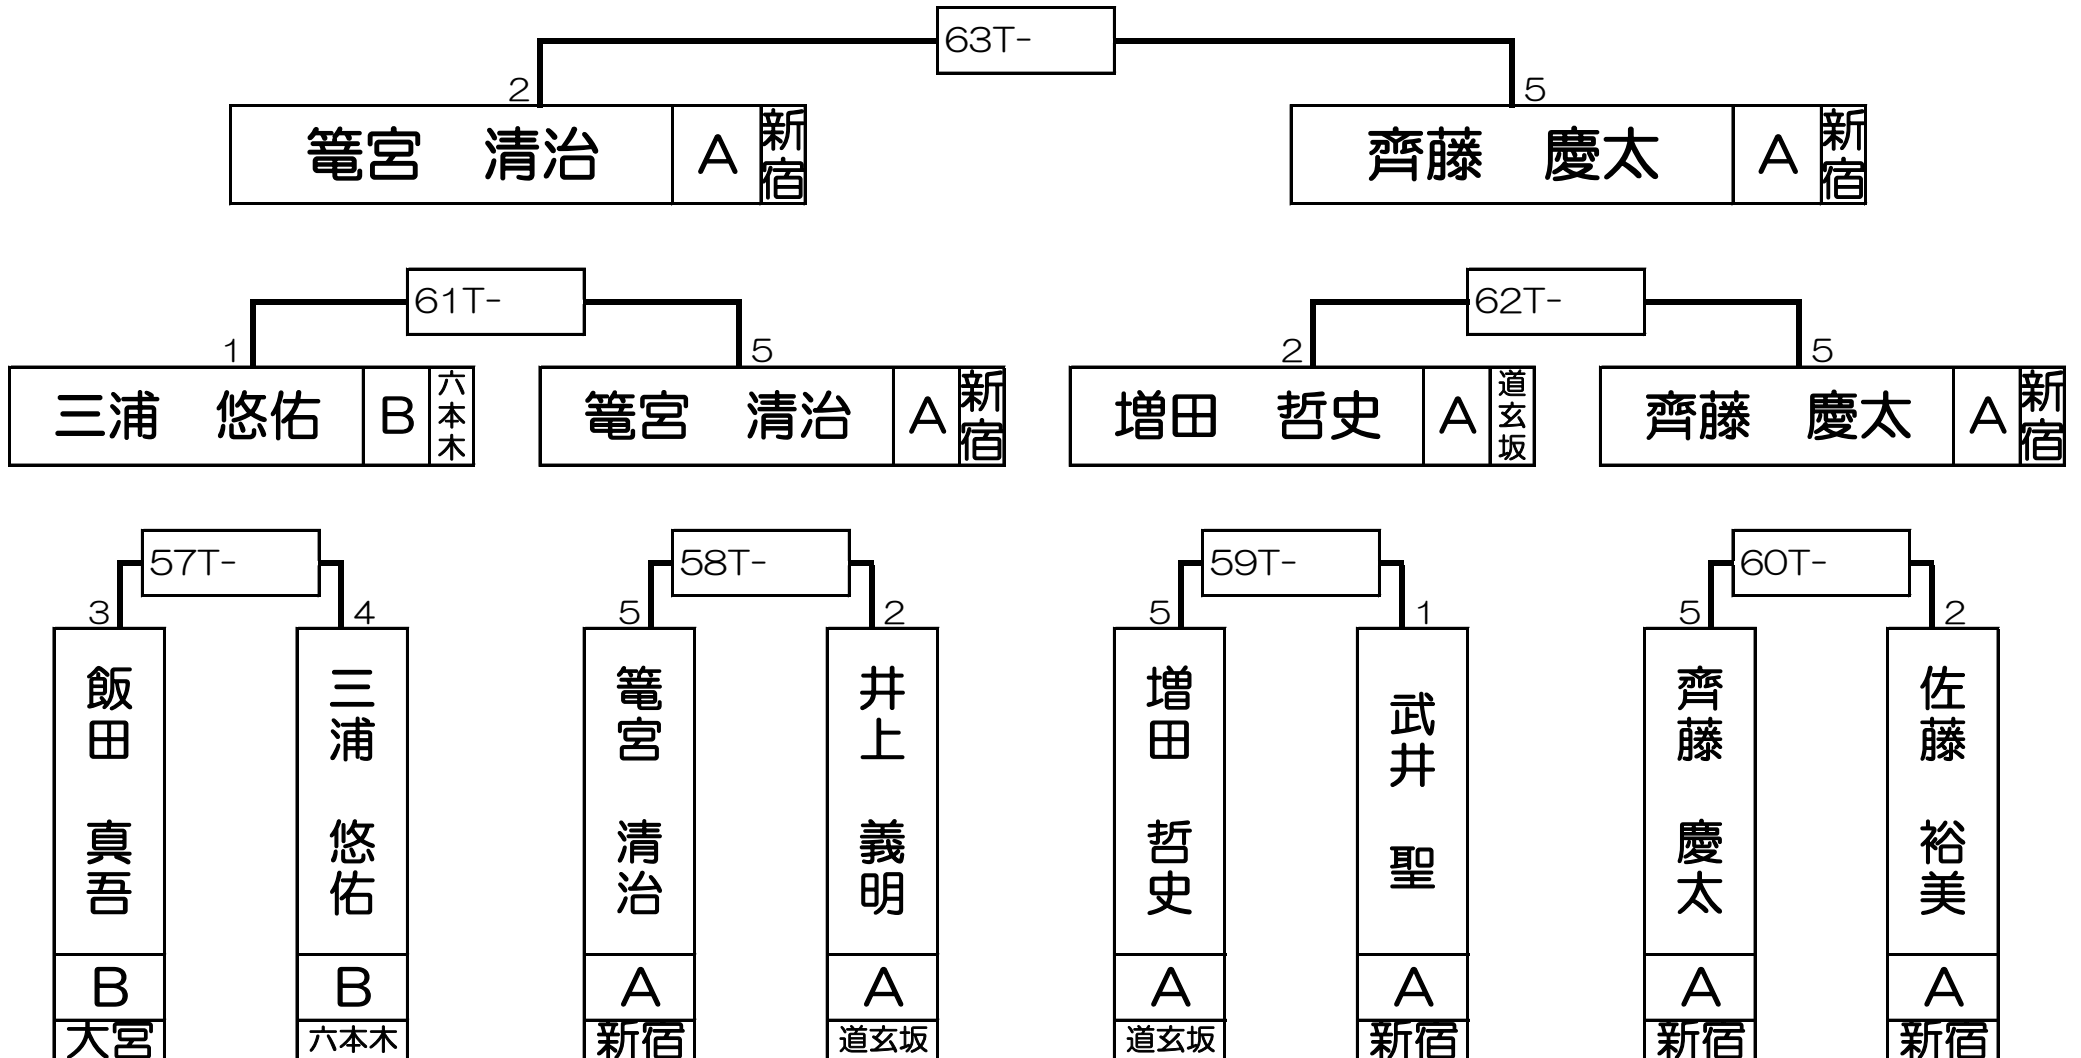 63T-
2
5
篭宮 清治 A 新宿
齊藤 慶太 A 新宿
61T-
62T-
1
5
2
5
三浦 悠佑 B 六本木
篭宮 清治 A 新宿
増田 哲史 A 道玄坂
齊藤 慶太 A 新宿
57T-
58T-
59T-
60T-
3
4
5
2
5
1
5
2
飯田 真吾
三浦 悠佑
篭宮 清治
井上 義明
増田 哲史
武井 聖
齊藤 慶太
佐藤 裕美
B
B
A
A
A
A
A
A
大宮
六本木
新宿
道玄坂
道玄坂
新宿
新宿
新宿